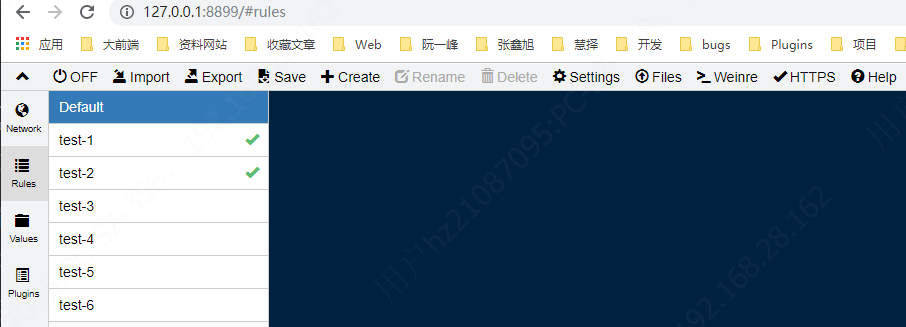 127.0.0.1:8899/#rules
应用 大前端 资料网站 收藏文章 Web 阮一峰 张鑫旭 慧择 开发 bugs Plugins 项目
OFF Import Export Save Create Rename Delete Settings Files Weinre HTTPS Help
Network
Rules
Values
Plugins
Default
test-1
test-2
test-3
test-4
test-5
test-6
用户hz21087095:PC-
192.168.28.162